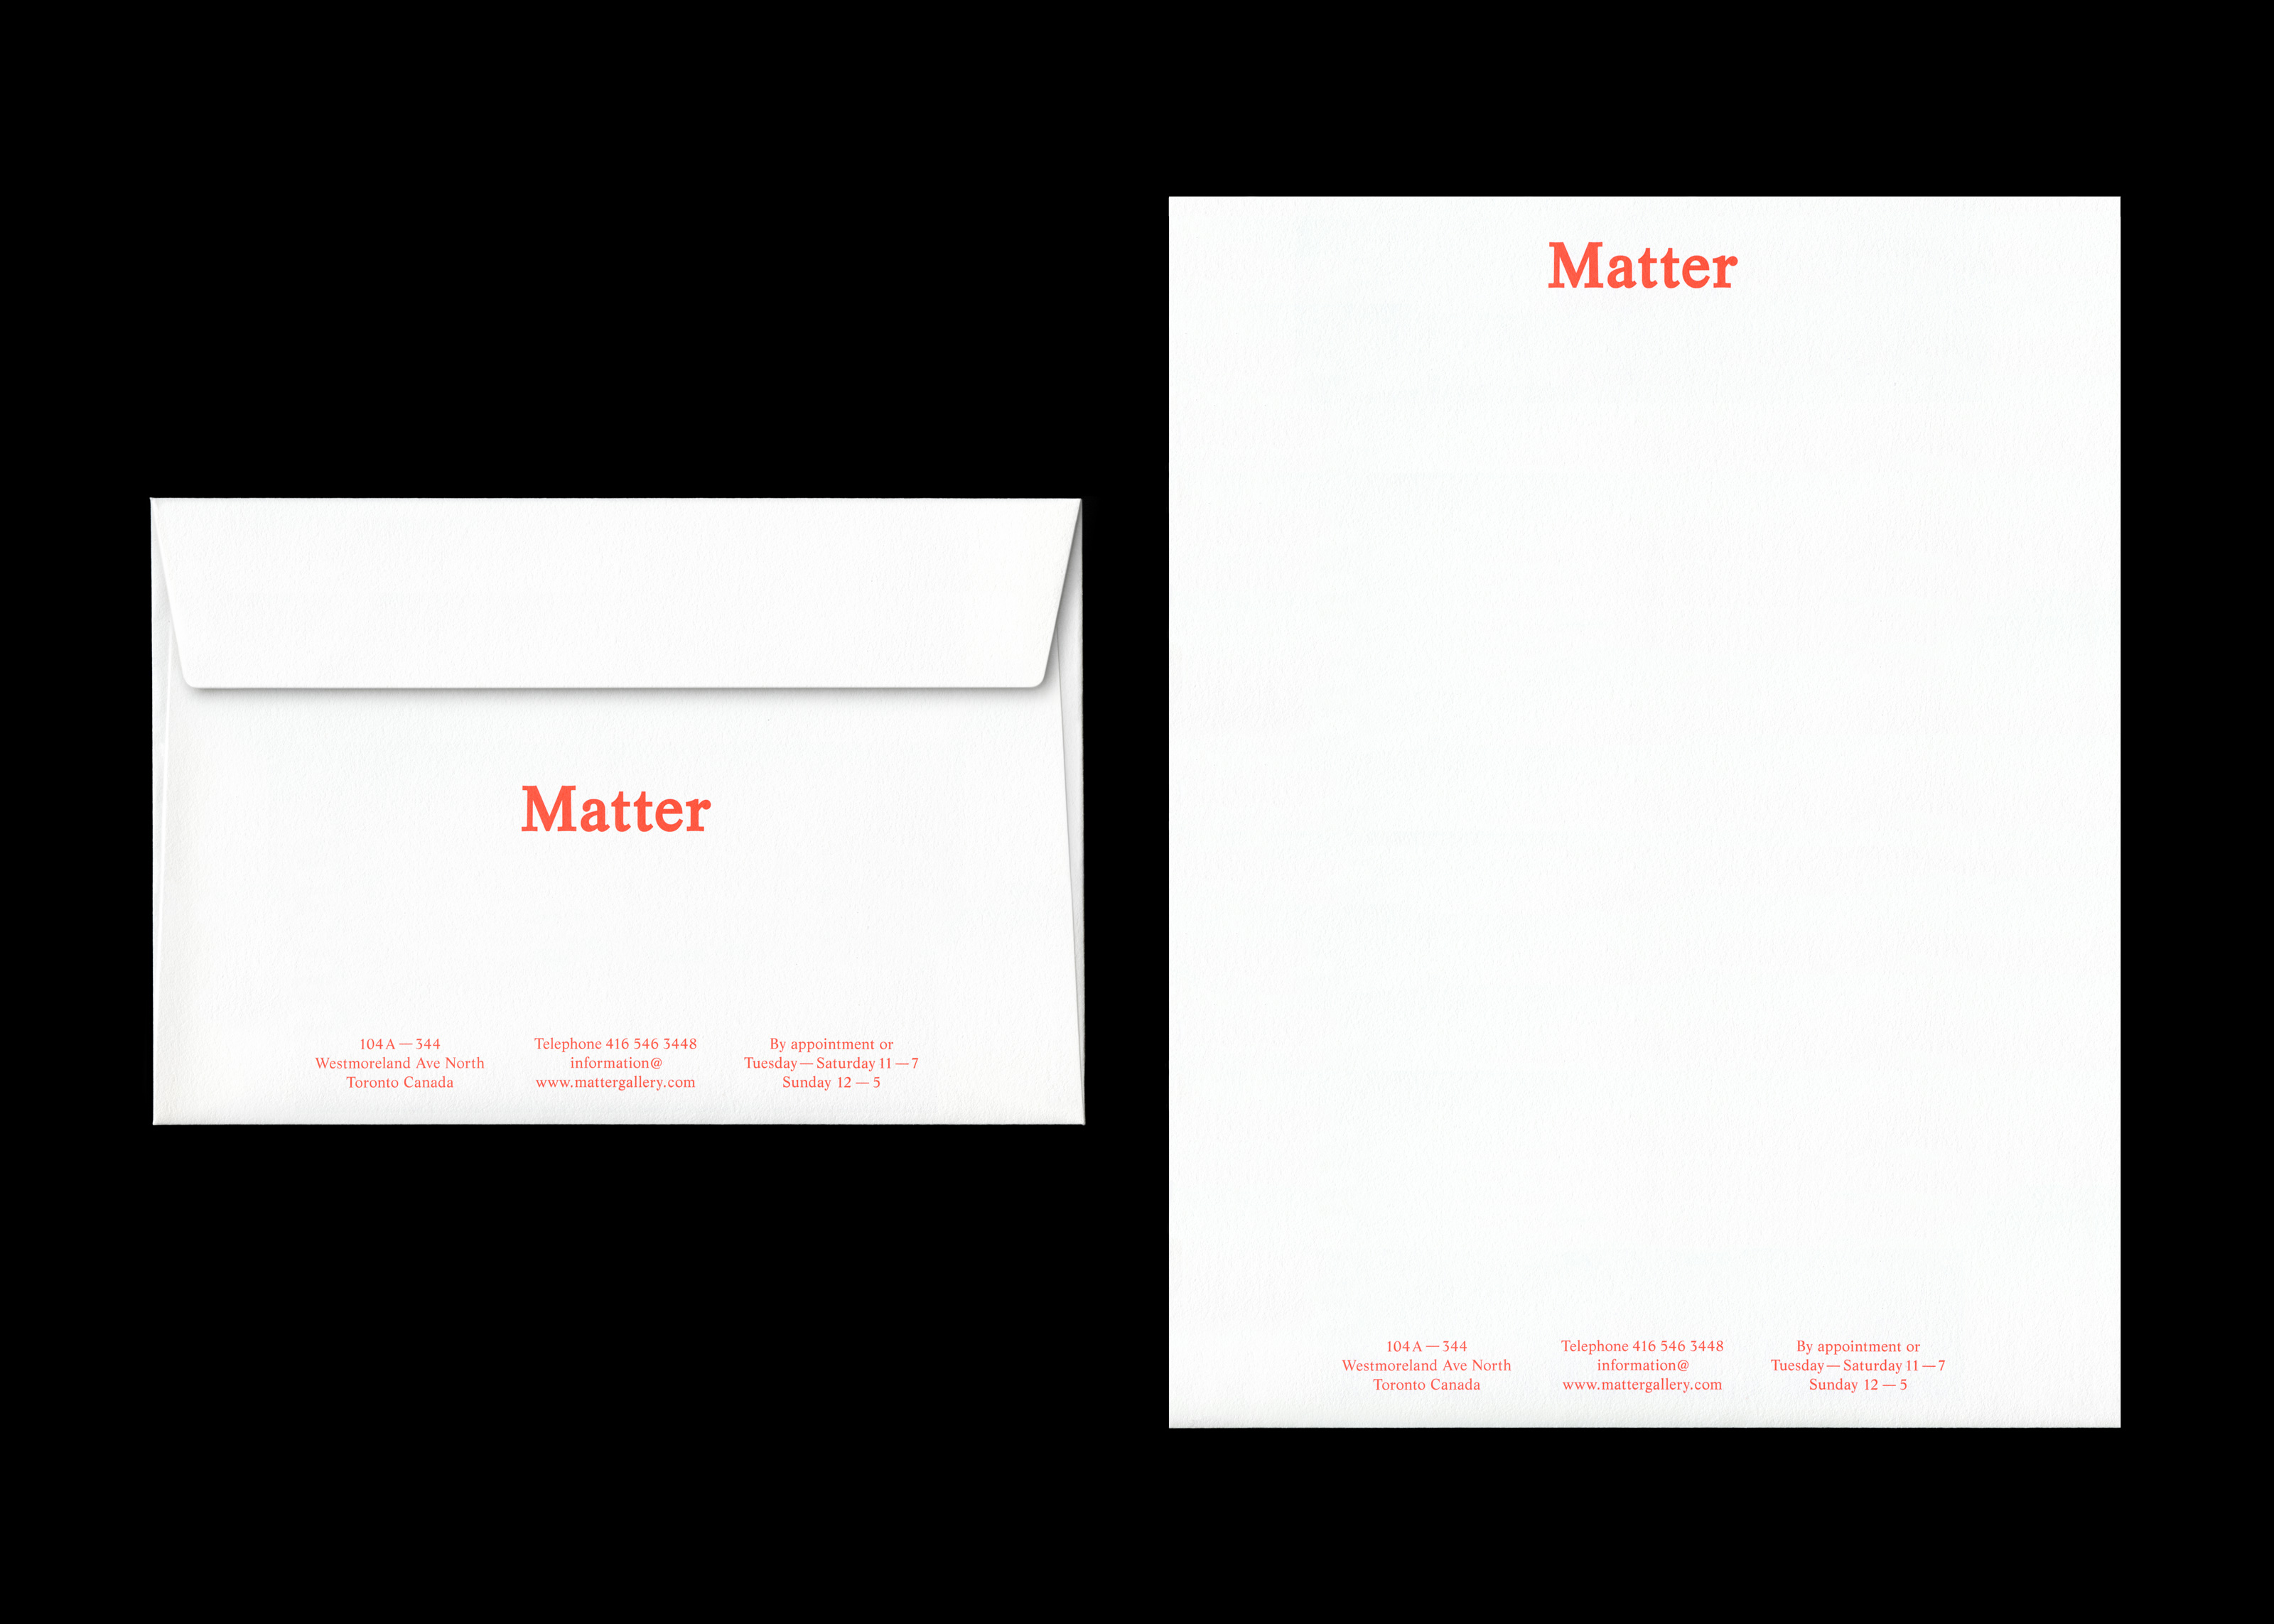 Matter
104 A — 344
Westmoreland Ave North
Toronto Canada
Telephone 416 546 3448
information@
www.mattergallery.com
By appointment or
Tuesday — Saturday 11 — 7
Sunday 12 — 5
Matter
104 A — 344
Westmoreland Ave North
Toronto Canada
Telephone 416 546 3448
information@
www.mattergallery.com
By appointment or
Tuesday — Saturday 11 — 7
Sunday 12 — 5